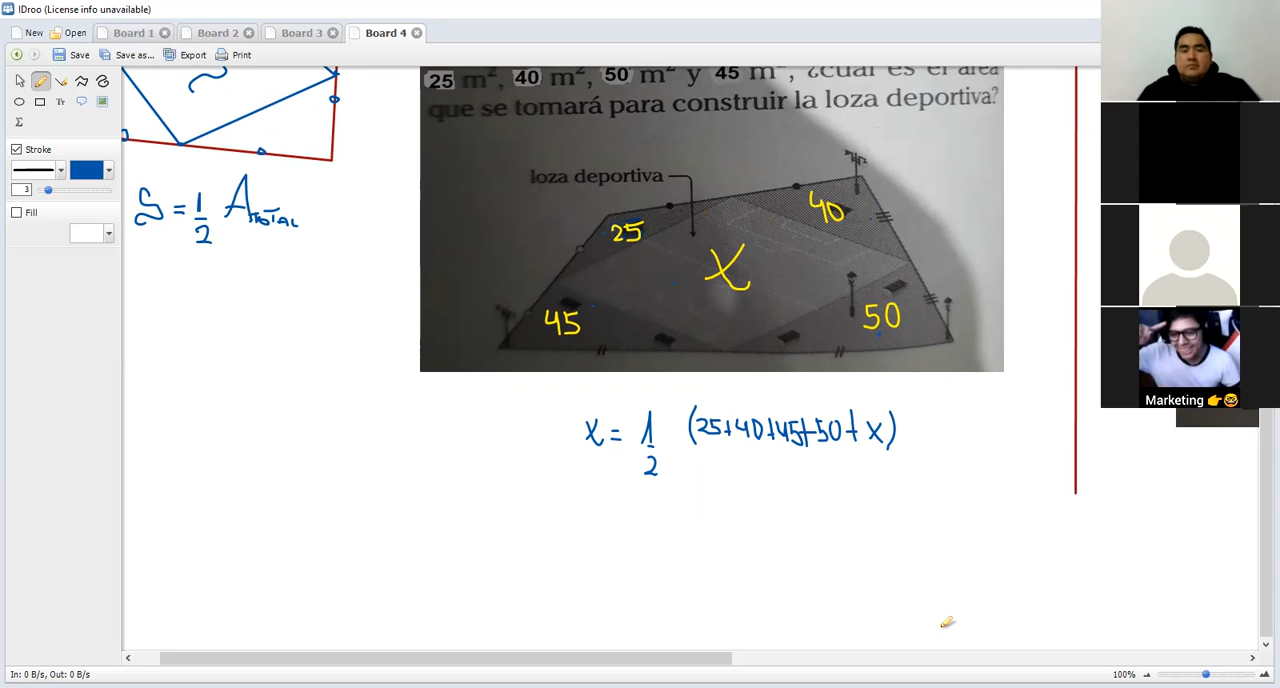 IDroo (License info unavailable)
New Open Board 1 Board 2 Board 3 Board 4
Save Save as... Export Print
Tr
Σ
Stroke
3
Fill
S = 1/2 A TOTAL
25 m², 40 m², 50 m² y 45 m², ¿cuál es el área
que se tomará para construir la loza deportiva?
loza deportiva
25
40
X
45
50
x = 1/2 (25+40+45+50+x)
Marketing 👉🤓
In: 0 B/s, Out: 0 B/s
100%